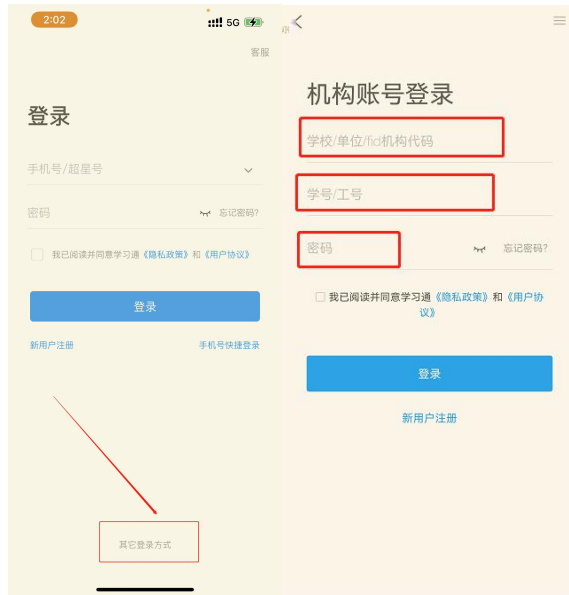 2:02
5G
客服
登录
手机号/超星号
密码
忘记密码?
我已阅读并同意学习通《隐私政策》和《用户协议》
登录
新用户注册
手机号快捷登录
其它登录方式
机构账号登录
学校/单位/fid机构代码
学号/工号
密码
忘记密码?
我已阅读并同意学习通《隐私政策》和《用户协
议》
登录
新用户注册